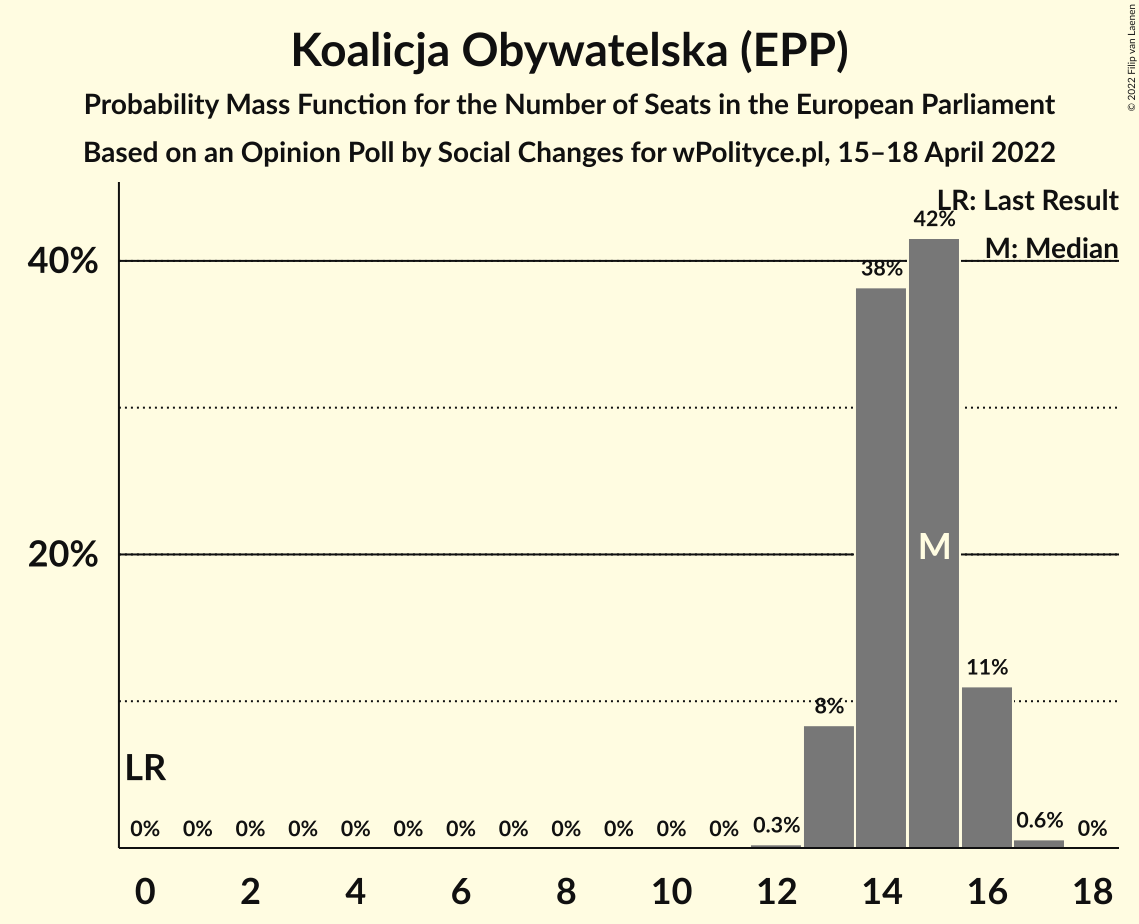 Koalicja Obywatelska (EPP)
Probability Mass Function for the Number of Seats in the European Parliament
Based on an Opinion Poll by Social Changes for wPolityce.pl, 15–18 April 2022
© 2022 Filip van Laenen
LR: Last Result
M: Median
42%
40%
38%
20%
M
11%
8%
LR
0% 0% 0% 0% 0% 0% 0% 0% 0% 0% 0% 0% 0.3% 0.6% 0%
0 2 4 6 8 10 12 14 16 18